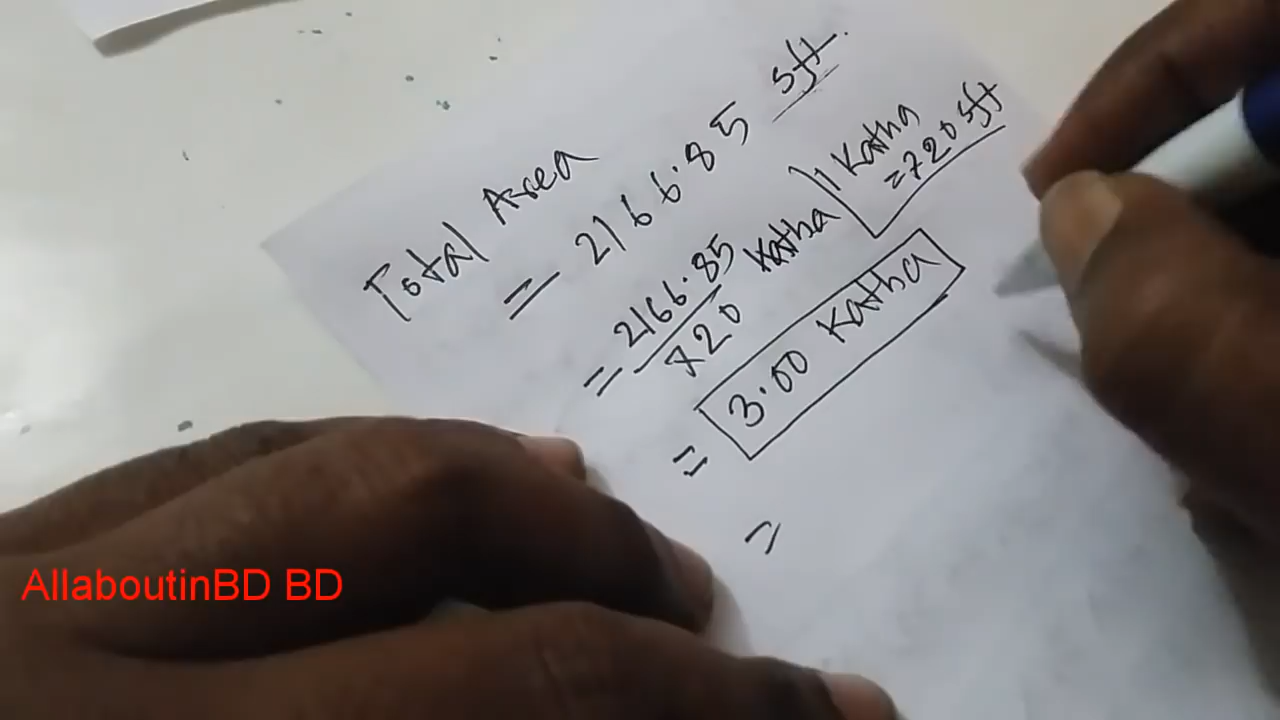 Total Area
= 2166.85 sft.
= 2166.85/720 Katha | 1 Katha
= 720 sft
= 3.00 Katha
=
AllaboutinBD BD